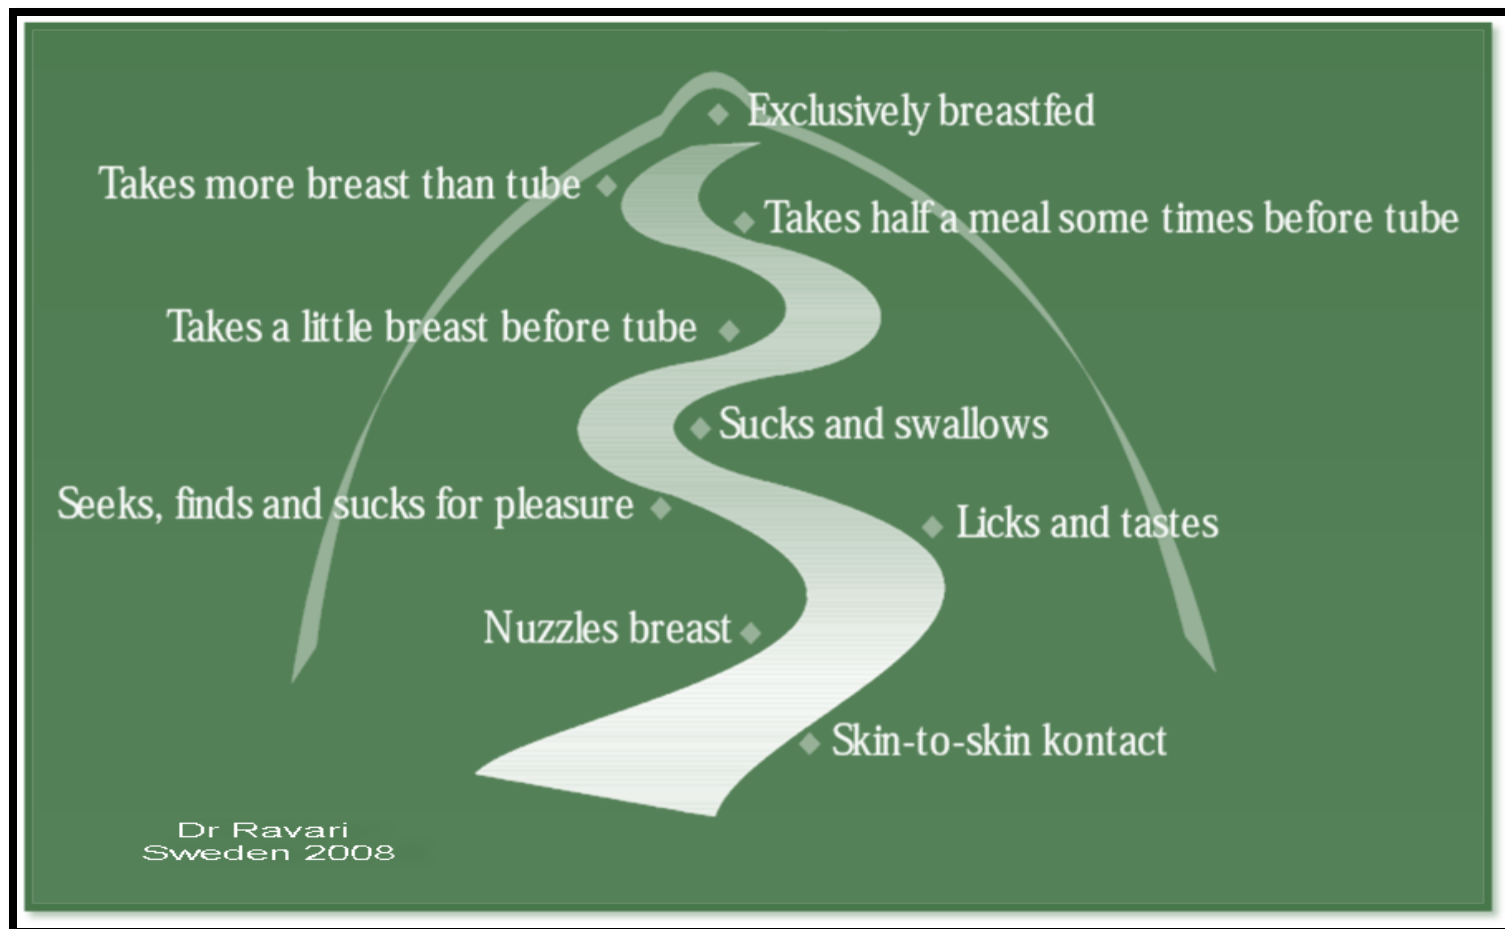 Exclusively breastfed
Takes more breast than tube
Takes half a meal some times before tube
Takes a little breast before tube
Sucks and swallows
Seeks, finds and sucks for pleasure
Licks and tastes
Nuzzles breast
Skin-to-skin kontact
Dr Ravari
Sweden 2008